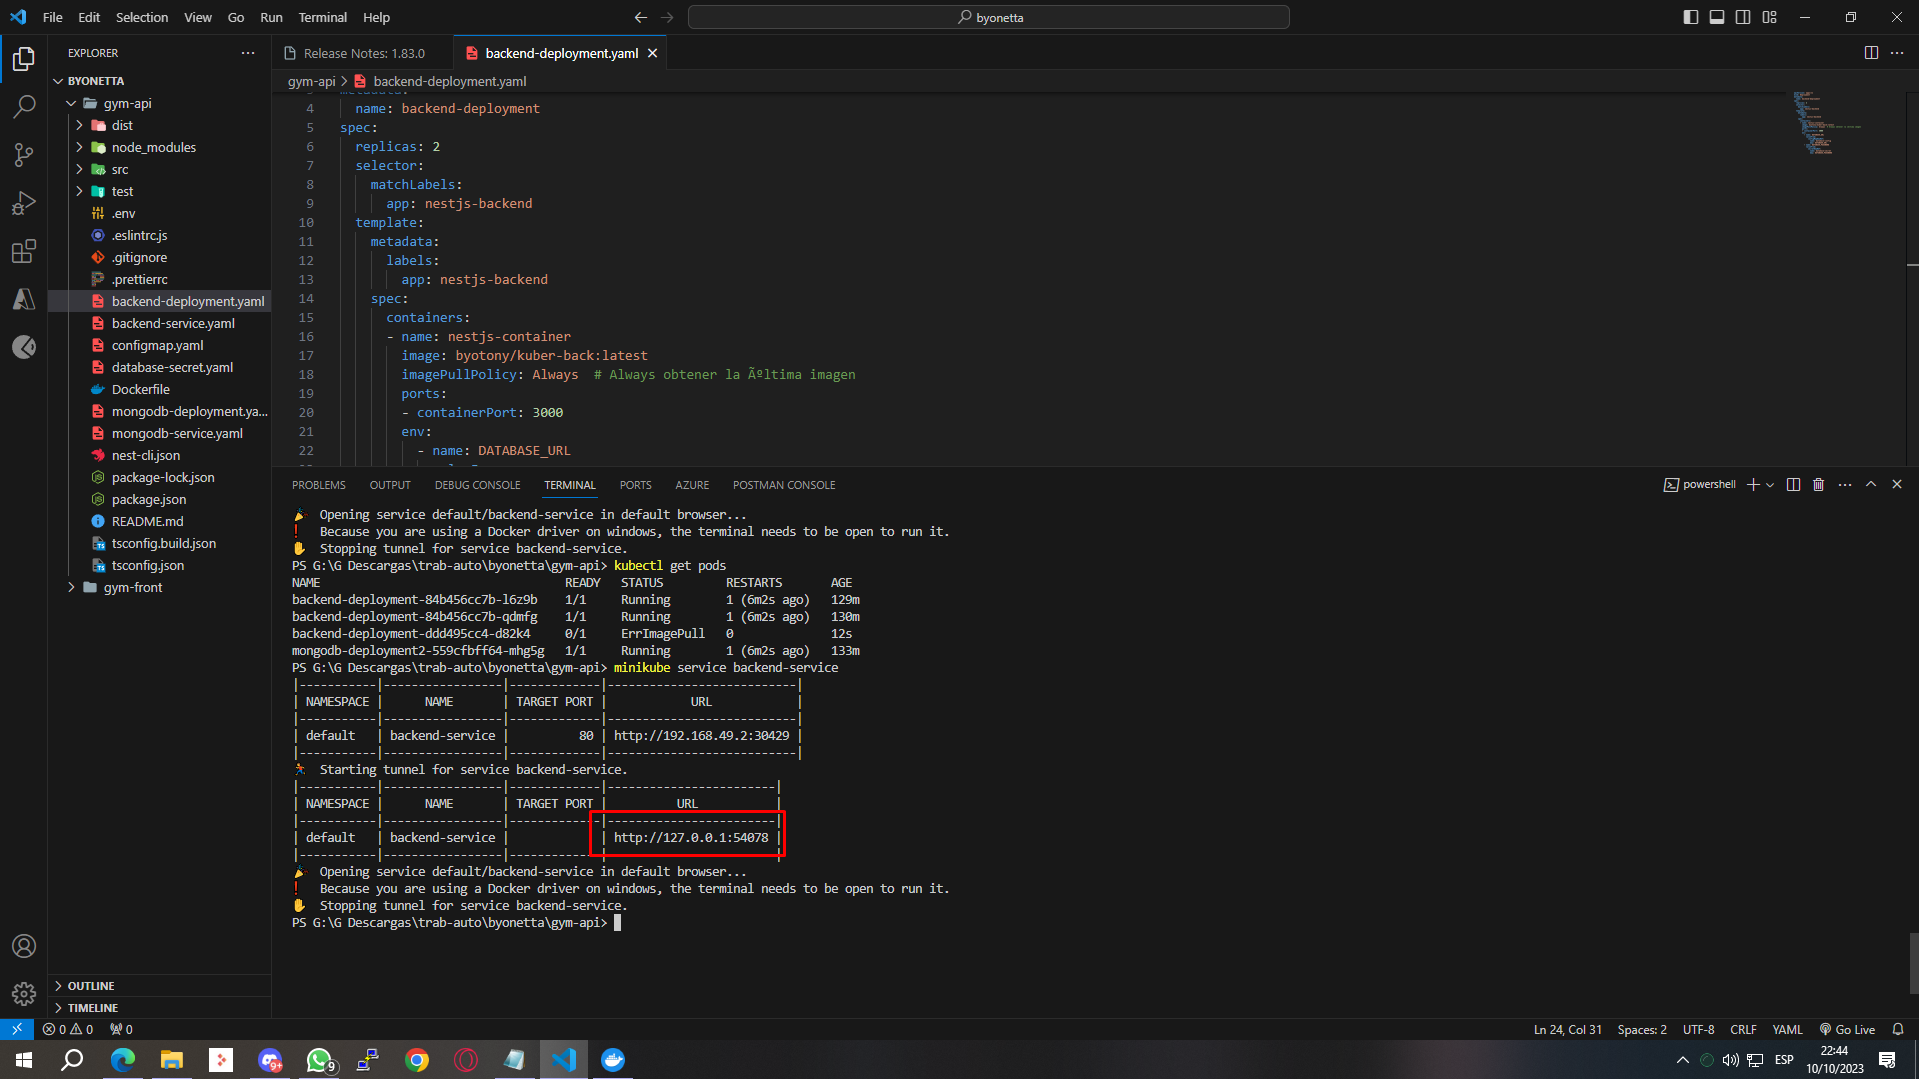 File Edit Selection View Go Run Terminal Help
byonetta
EXPLORER
BYONETTA
gym-api
dist
node_modules
src
test
.env
.eslintrc.js
.gitignore
.prettierrc
backend-deployment.yaml
backend-service.yaml
configmap.yaml
database-secret.yaml
Dockerfile
mongodb-deployment.ya...
mongodb-service.yaml
nest-cli.json
package-lock.json
package.json
README.md
tsconfig.build.json
tsconfig.json
gym-front
OUTLINE
TIMELINE
Release Notes: 1.83.0
backend-deployment.yaml
gym-api > backend-deployment.yaml
4 name: backend-deployment
5 spec:
6 replicas: 2
7 selector:
8 matchLabels:
9 app: nestjs-backend
10 template:
11 metadata:
12 labels:
13 app: nestjs-backend
14 spec:
15 containers:
16 - name: nestjs-container
17 image: byotony/kuber-back:latest
18 imagePullPolicy: Always # Always obtener la Ãºltima imagen
19 ports:
20 - containerPort: 3000
21 env:
22 - name: DATABASE_URL
PROBLEMS OUTPUT DEBUG CONSOLE TERMINAL PORTS AZURE POSTMAN CONSOLE
powershell
Opening service default/backend-service in default browser...
! Because you are using a Docker driver on windows, the terminal needs to be open to run it.
Stopping tunnel for service backend-service.
PS G:\G Descargas\trab-auto\byonetta\gym-api> kubectl get pods
NAME READY STATUS RESTARTS AGE
backend-deployment-84b456cc7b-l6z9b 1/1 Running 1 (6m2s ago) 129m
backend-deployment-84b456cc7b-qdmfg 1/1 Running 1 (6m2s ago) 130m
backend-deployment-ddd495cc4-d82k4 0/1 ErrImagePull 0 12s
mongodb-deployment2-559cfbff64-mhg5g 1/1 Running 1 (6m2s ago) 133m
PS G:\G Descargas\trab-auto\byonetta\gym-api> minikube service backend-service
|-----------|-----------------|-------------|---------------------------|
| NAMESPACE | NAME | TARGET PORT | URL |
|-----------|-----------------|-------------|---------------------------|
| default | backend-service | 80 | http://192.168.49.2:30429 |
|-----------|-----------------|-------------|---------------------------|
Starting tunnel for service backend-service.
|-----------|-----------------|-------------|------------------------|
| NAMESPACE | NAME | TARGET PORT | URL |
|-----------|-----------------|-------------|------------------------|
| default | backend-service | | http://127.0.0.1:54078 |
|-----------|-----------------|-------------|------------------------|
Opening service default/backend-service in default browser...
! Because you are using a Docker driver on windows, the terminal needs to be open to run it.
Stopping tunnel for service backend-service.
PS G:\G Descargas\trab-auto\byonetta\gym-api>
0 0 0
Ln 24, Col 31 Spaces: 2 UTF-8 CRLF YAML Go Live
9+
9
ESP
22:44
10/10/2023